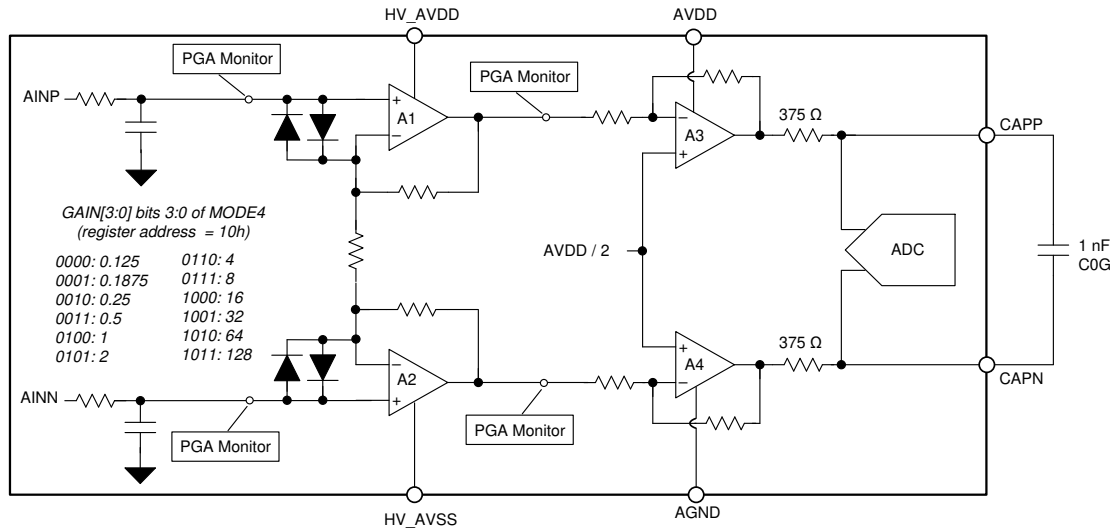 HV_AVDD
AVDD
PGA Monitor
PGA Monitor
AINP
+
−
A1
−
+
A3
375 Ω
CAPP
GAIN[3:0] bits 3:0 of MODE4
(register address = 10h)
0000: 0.125
0001: 0.1875
0010: 0.25
0011: 0.5
0100: 1
0101: 2
0110: 4
0111: 8
1000: 16
1001: 32
1010: 64
1011: 128
AVDD / 2
ADC
1 nF
C0G
−
+
A2
+
−
A4
375 Ω
CAPN
AINN
PGA Monitor
PGA Monitor
HV_AVSS
AGND